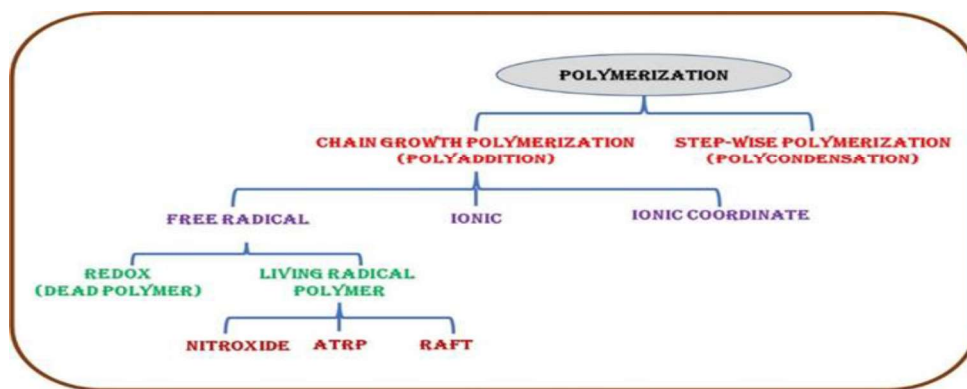 POLYMERIZATION
CHAIN GROWTH POLYMERIZATION
(POLYADDITION)
STEP-WISE POLYMERIZATION
(POLYCONDENSATION)
FREE RADICAL
IONIC
IONIC COORDINATE
REDOX
(DEAD POLYMER)
LIVING RADICAL
POLYMER
NITROXIDE
ATRP
RAFT